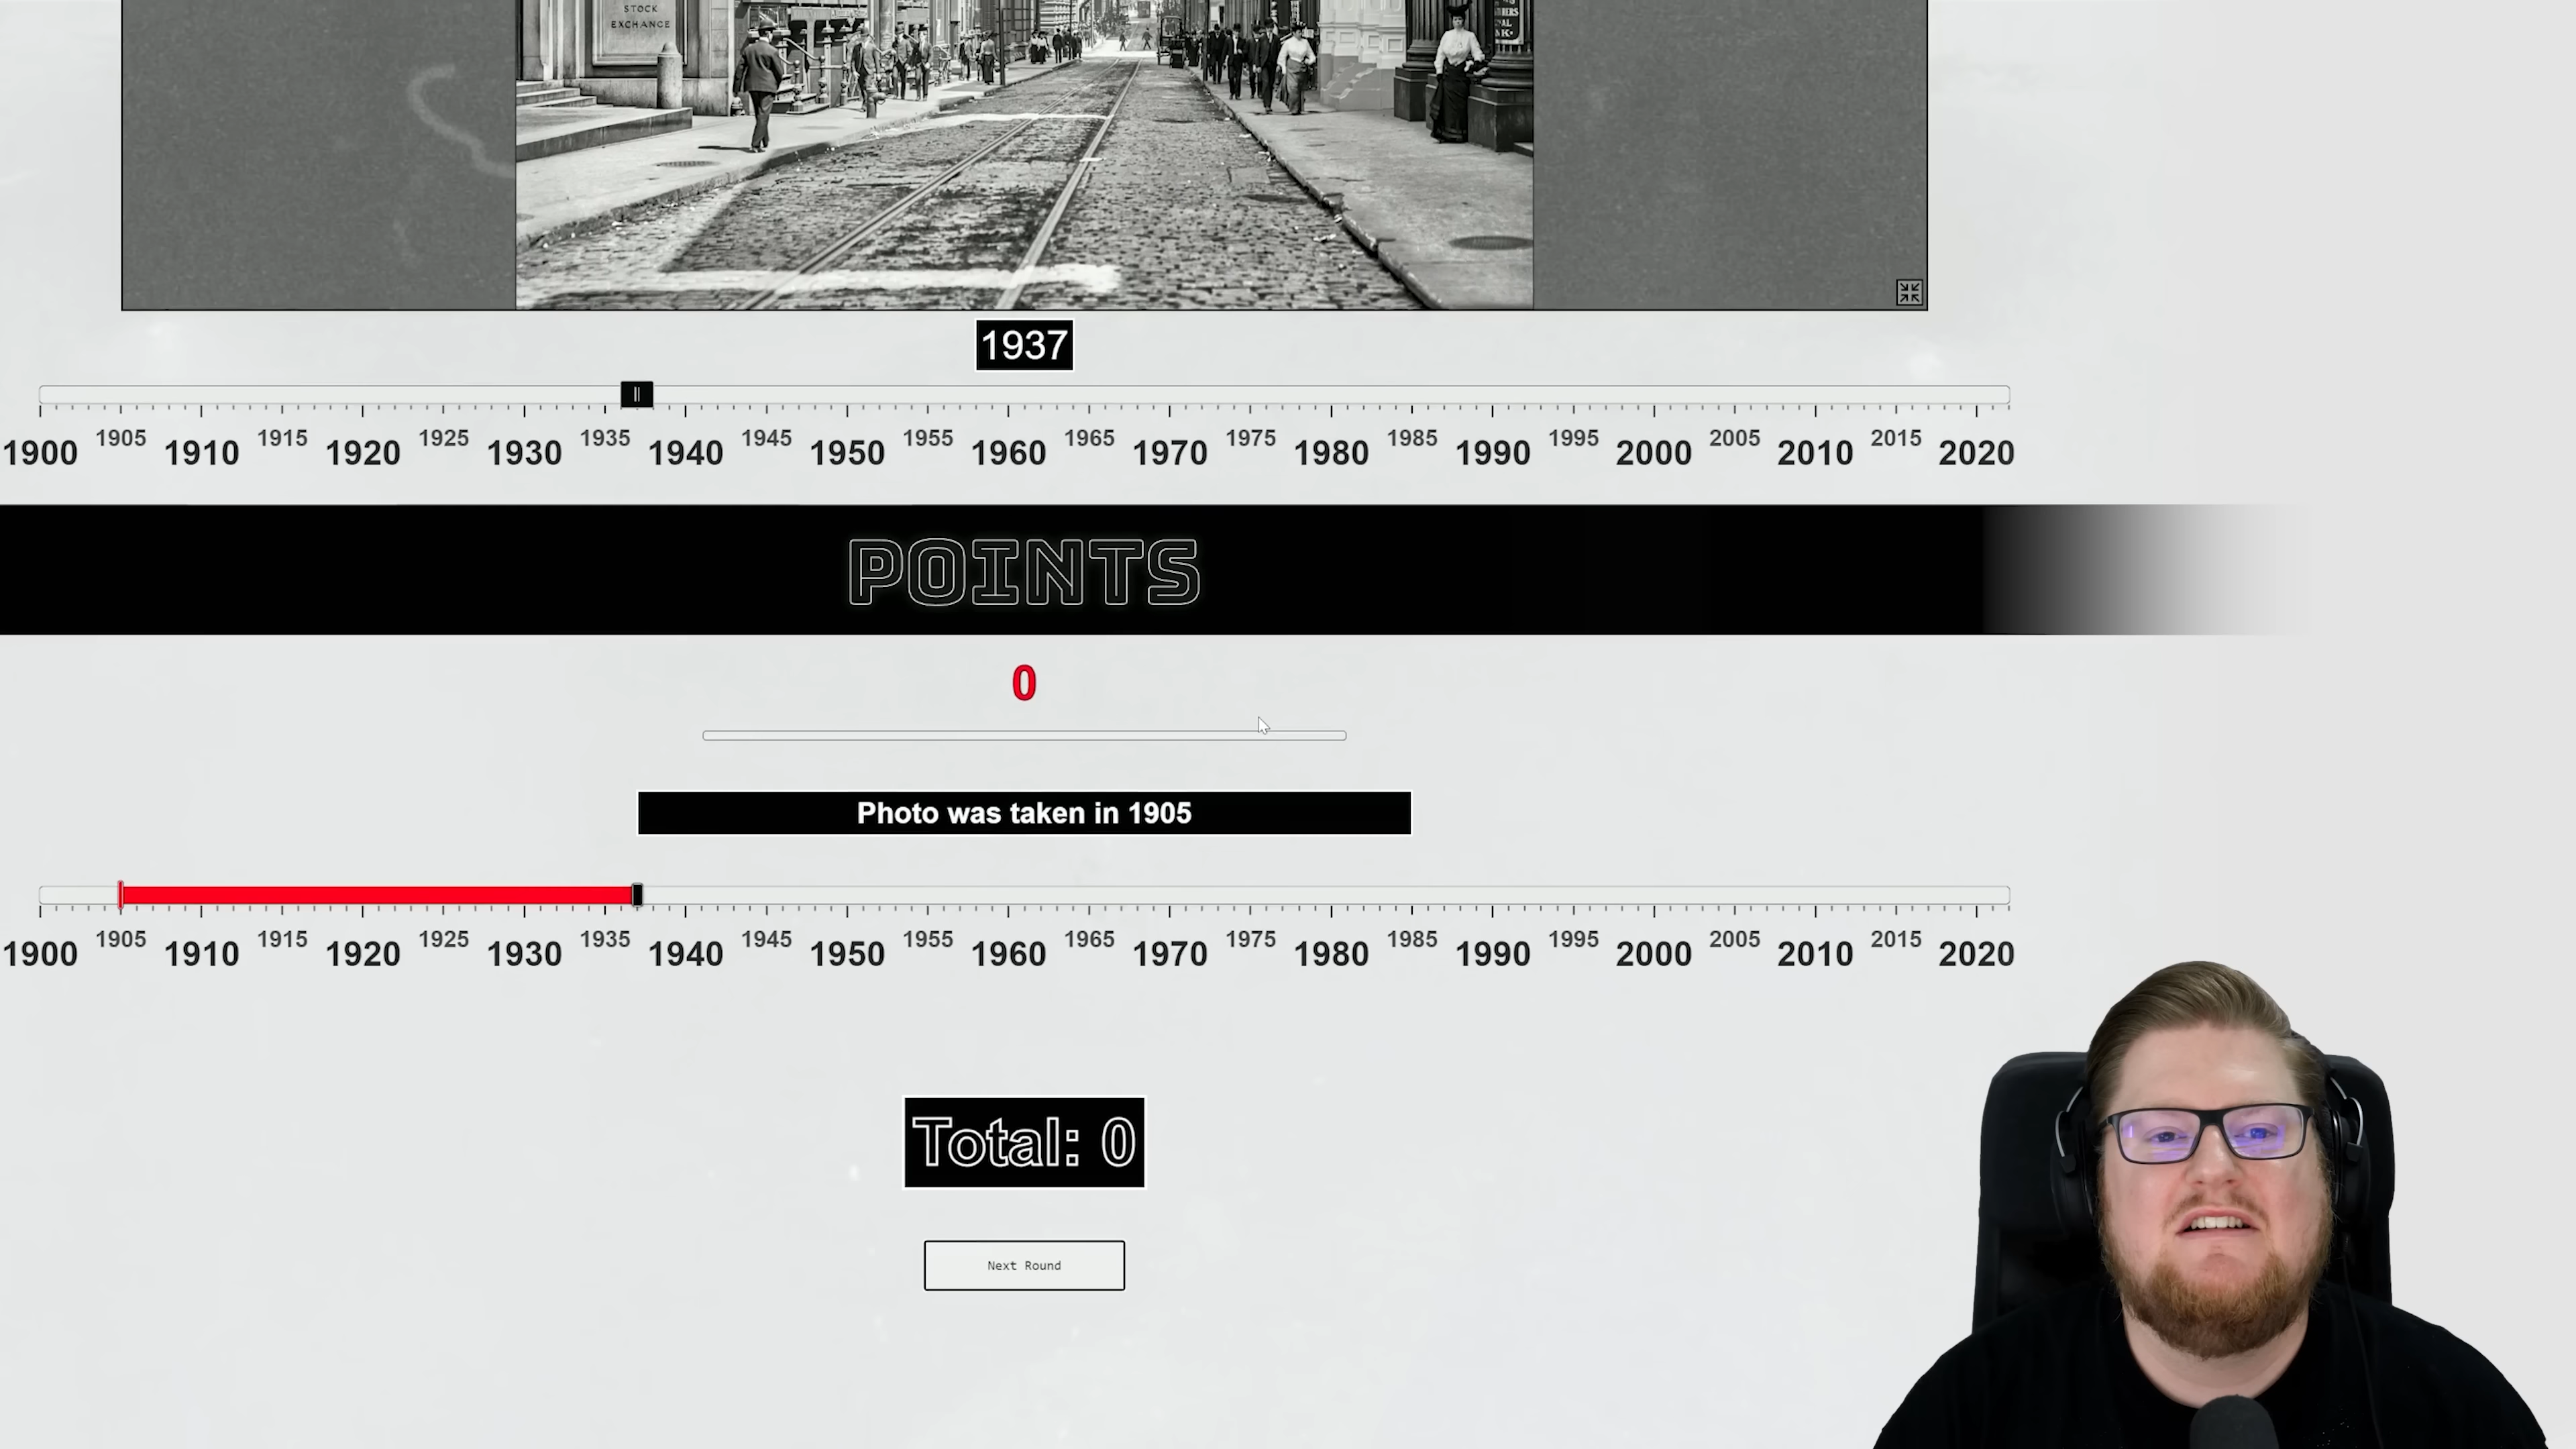 STOCK
EXCHANGE
1937
1900 1905 1910 1915 1920 1925 1930 1935 1940 1945 1950 1955 1960 1965 1970 1975 1980 1985 1990 1995 2000 2005 2010 2015 2020
POINTS
0
Photo was taken in 1905
1900 1905 1910 1915 1920 1925 1930 1935 1940 1945 1950 1955 1960 1965 1970 1975 1980 1985 1990 1995 2000 2005 2010 2015 2020
Total: 0
Next Round